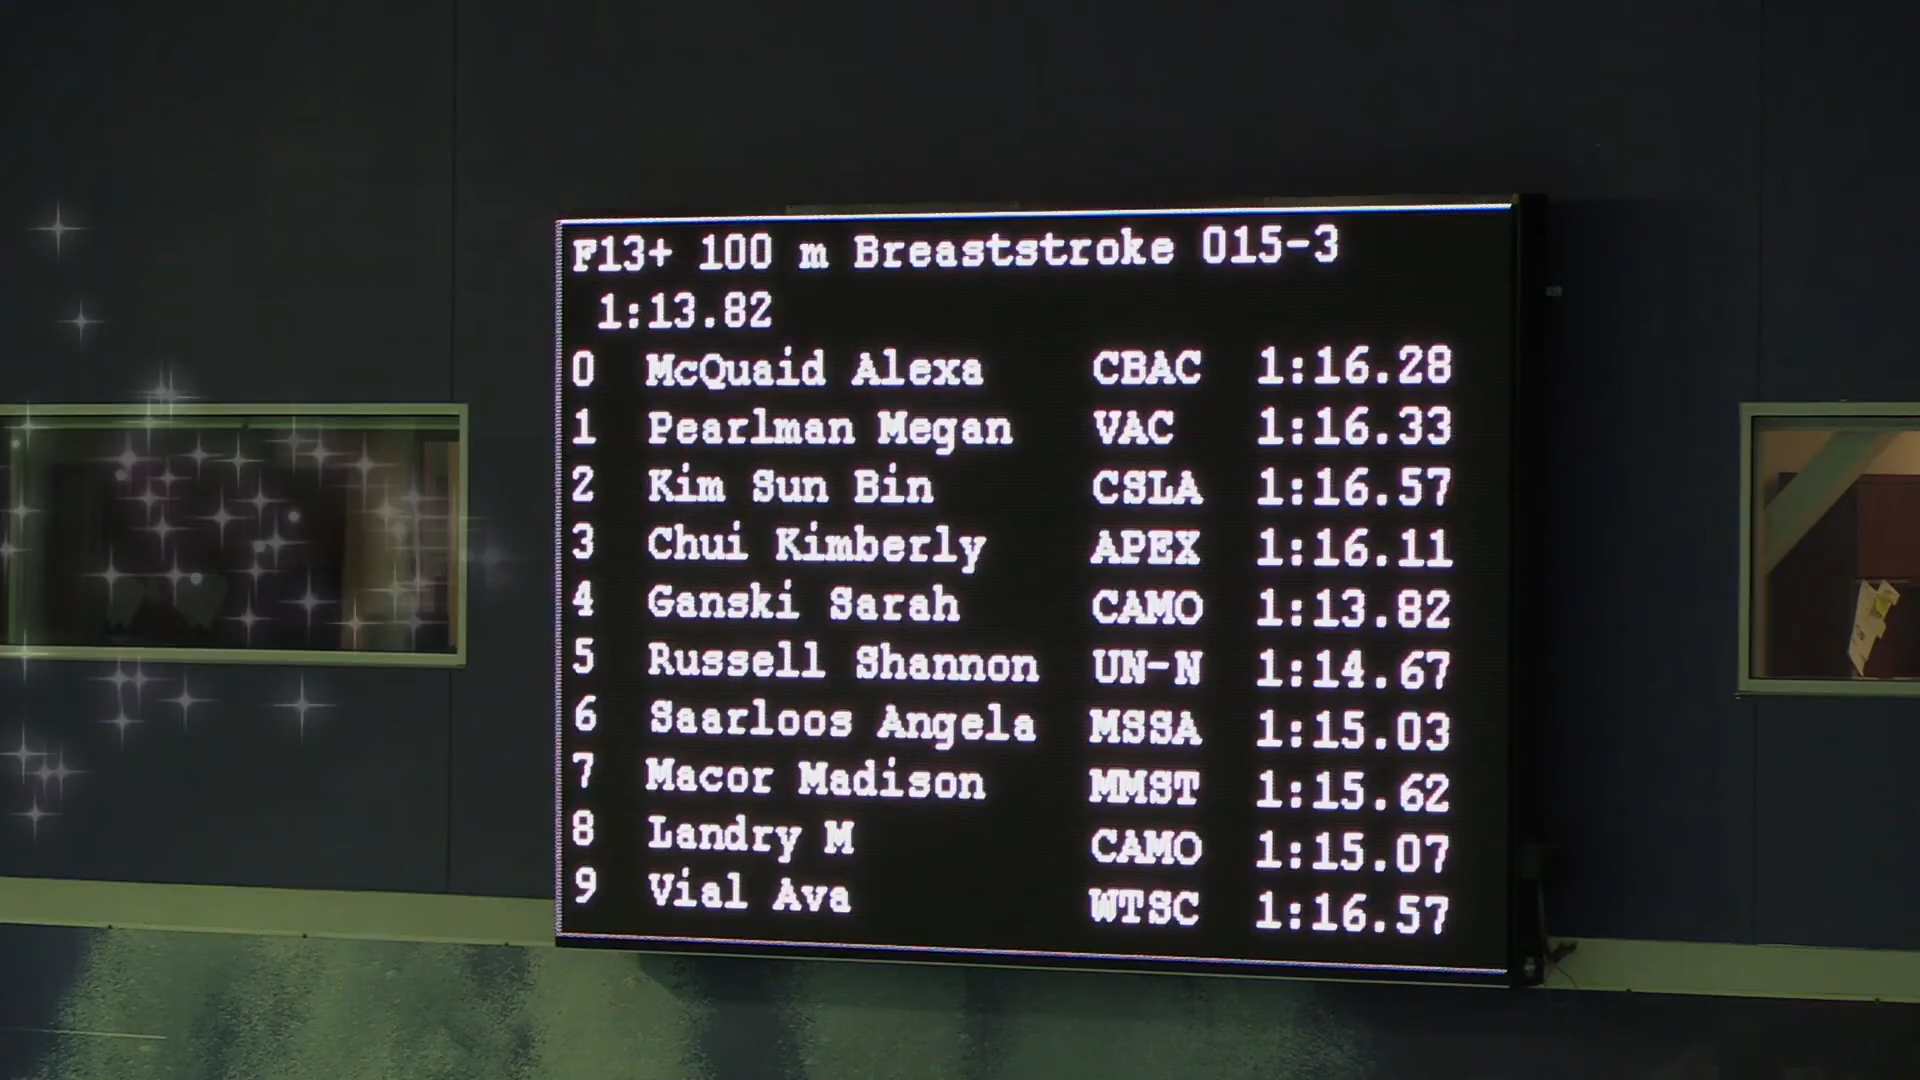 F13+ 100 m Breaststroke 015-3
1:13.82
0 McQuaid Alexa CBAC 1:16.28
1 Pearlman Megan VAC 1:16.33
2 Kim Sun Bin CSLA 1:16.57
3 Chui Kimberly APEX 1:16.11
4 Ganski Sarah CAMO 1:13.82
5 Russell Shannon UN-N 1:14.67
6 Saarloos Angela MSSA 1:15.03
7 Macor Madison MMST 1:15.62
8 Landry M CAMO 1:15.07
9 Vial Ava WTSC 1:16.57